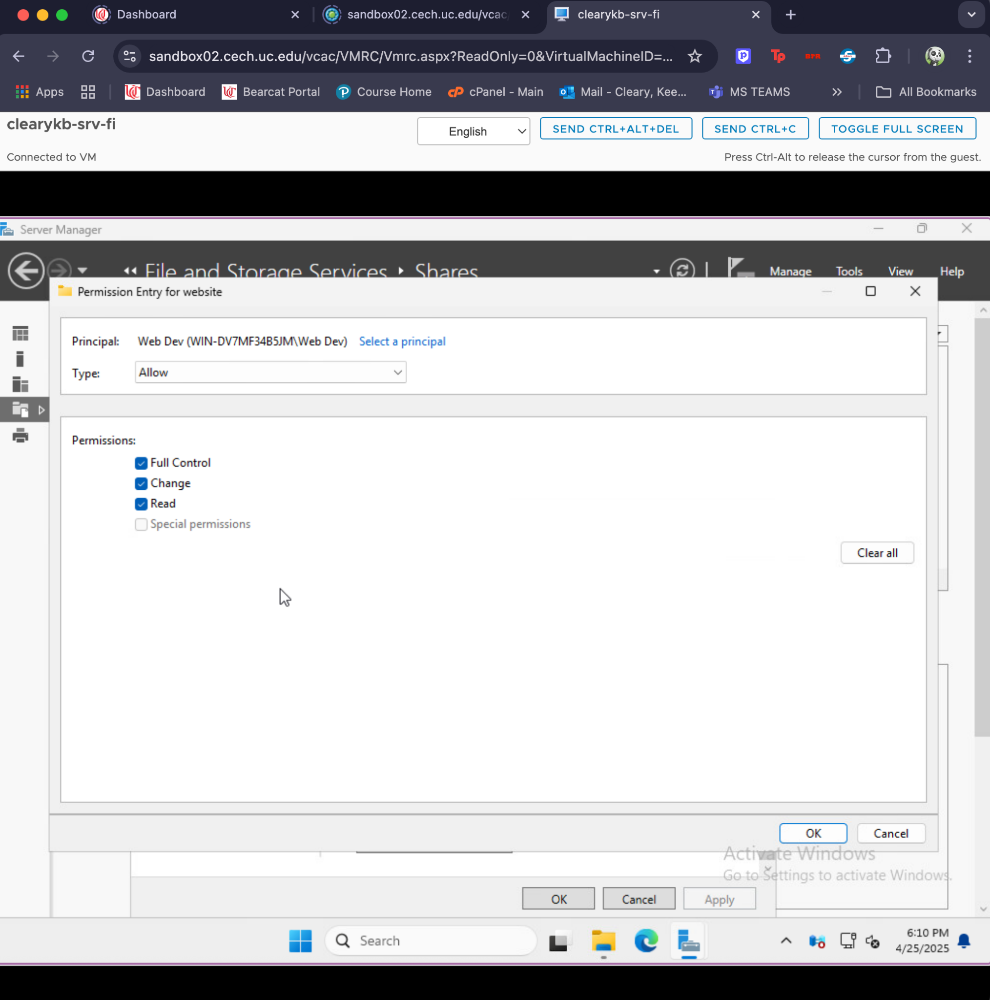 Dashboard
sandbox02.cech.uc.edu/vcac/
clearykb-srv-fi
sandbox02.cech.uc.edu/vcac/VMRC/Vmrc.aspx?ReadOnly=0&VirtualMachineID=...
Apps
Dashboard
Bearcat Portal
Course Home
cPanel - Main
Mail - Cleary, Kee...
MS TEAMS
All Bookmarks
clearykb-srv-fi
English
SEND CTRL+ALT+DEL
SEND CTRL+C
TOGGLE FULL SCREEN
Connected to VM
Press Ctrl-Alt to release the cursor from the guest.
Server Manager
File and Storage Services
Shares
Manage
Tools
View
Help
Permission Entry for website
Principal:
Web Dev (WIN-DV7MF34B5JM\Web Dev)
Select a principal
Type:
Allow
Permissions:
Full Control
Change
Read
Special permissions
Clear all
OK
Cancel
Activate Windows
Go to Settings to activate Windows.
OK
Cancel
Apply
Search
6:10 PM
4/25/2025